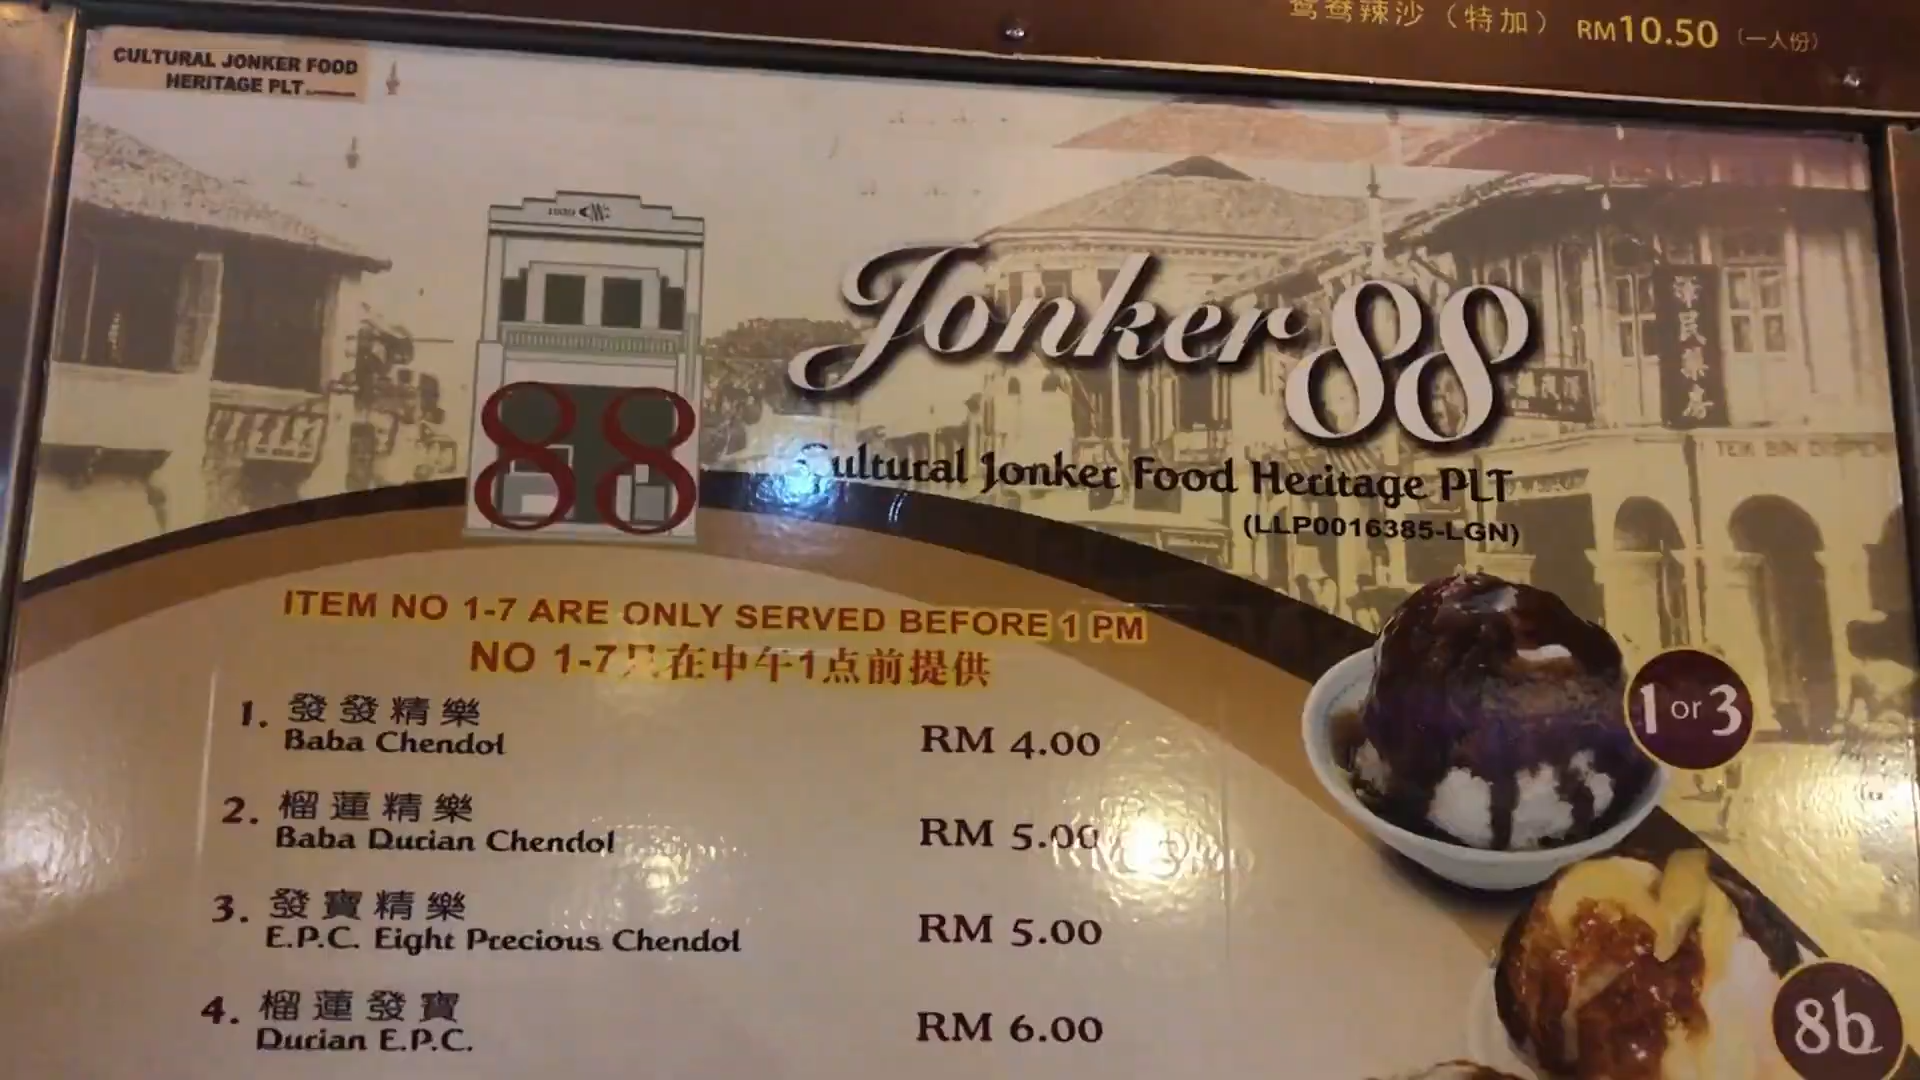 鸳鸯辣沙（特加） RM10.50 （一人份）
CULTURAL JONKER FOOD
HERITAGE PLT
Jonker 88
88
Cultural Jonker Food Heritage PLT
(LLP0016385-LGN)
TEK BIN
ITEM NO 1-7 ARE ONLY SERVED BEFORE 1 PM
NO 1-7只在中午1点前提供
1 or 3
1. 發發精樂
Baba Chendol RM 4.00
2. 榴蓮精樂
Baba Durian Chendol RM 5.00
3. 發寶精樂
E.P.C. Eight Precious Chendol RM 5.00
4. 榴蓮發寶
Durian E.P.C. RM 6.00
8b